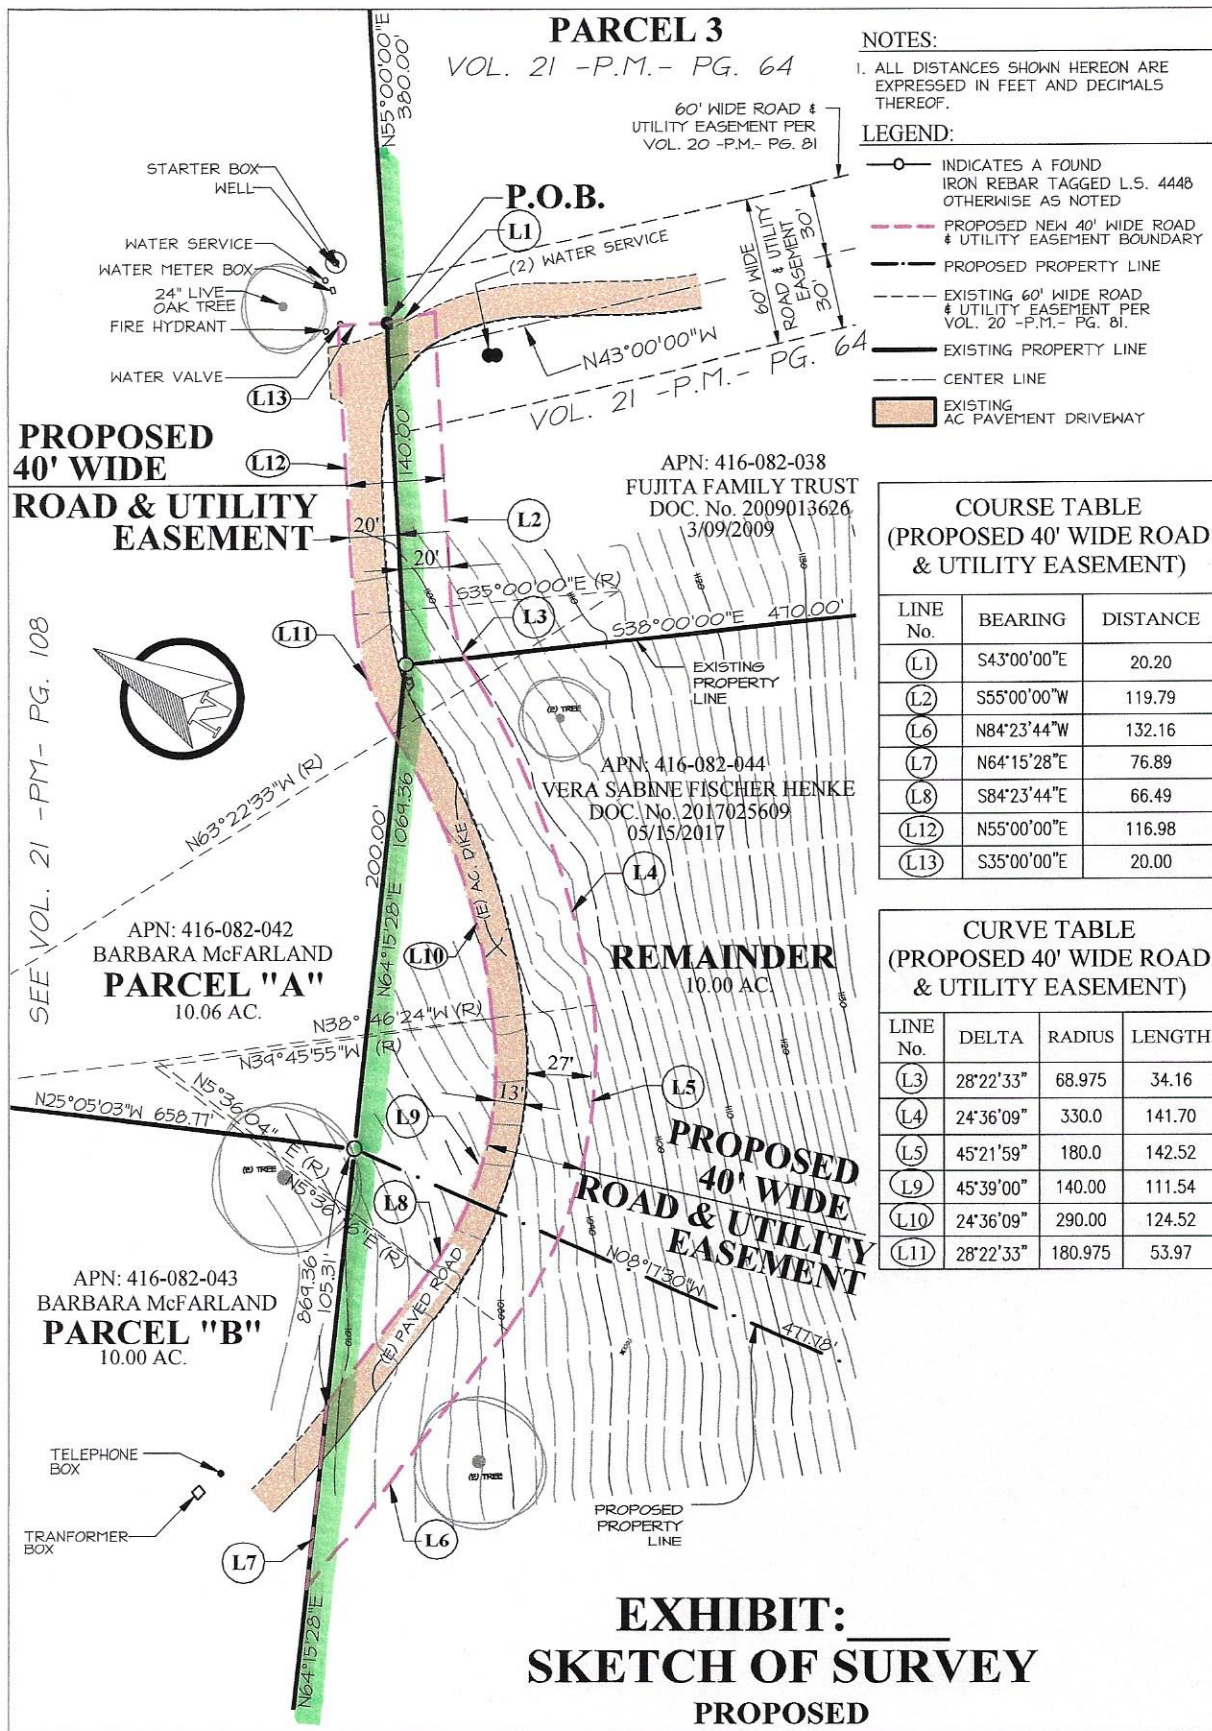 PARCEL 3
VOL. 21 -P.M.- PG. 64
N55°00'00"E
380.00'
NOTES:
1. ALL DISTANCES SHOWN HEREON ARE
EXPRESSED IN FEET AND DECIMALS
THEREOF.
60' WIDE ROAD &
UTILITY EASEMENT PER
VOL. 20 -P.M.- PG. 81
LEGEND:
INDICATES A FOUND
IRON REBAR TAGGED L.S. 4448
OTHERWISE AS NOTED
PROPOSED NEW 40' WIDE ROAD
& UTILITY EASEMENT BOUNDARY
PROPOSED PROPERTY LINE
EXISTING 60' WIDE ROAD
& UTILITY EASEMENT PER
VOL. 20 -P.M.- PG. 81.
EXISTING PROPERTY LINE
CENTER LINE
EXISTING
AC PAVEMENT DRIVEWAY
STARTER BOX
WELL
WATER SERVICE
WATER METER BOX
24" LIVE
OAK TREE
FIRE HYDRANT
WATER VALVE
P.O.B.
L1
(2) WATER SERVICE
60' WIDE
ROAD & UTILITY
EASEMENT
30'
30'
N43°00'00"W
VOL. 21 -P.M.- PG. 64
L13
140.00'
PROPOSED
40' WIDE
ROAD & UTILITY
EASEMENT
L12
L2
20'
20'
APN: 416-082-038
FUJITA FAMILY TRUST
DOC. No. 2009013626
3/09/2009
S35°00'00"E (R)
L3
S38°00'00"E 470.00'
L11
EXISTING
PROPERTY
LINE
SEE VOL. 21 -PM- PG. 108
N
(E) TREE
N63°22'33"W (R)
APN: 416-082-044
VERA SABINE FISCHER HENKE
DOC. No. 2017025609
05/15/2017
200.00'
1069.36
N64°15'28"E
(E) AC. DIKE
L4
L10
APN: 416-082-042
BARBARA McFARLAND
PARCEL "A"
10.06 AC.
REMAINDER
10.00 AC.
N38° 46'24"W (R)
N39°45'55"W (R)
N5°36'04" E (R)
N5°36' 5"E (R)
N25°05'03"W 658.77'
27'
13'
L5
L9
L8
(E) TREE
PROPOSED
40' WIDE
ROAD & UTILITY
EASEMENT
N08°17'30"W
477.78'
APN: 416-082-043
BARBARA McFARLAND
PARCEL "B"
10.00 AC.
869.36
105.31'
(E) PAVED ROAD
TELEPHONE
BOX
TRANFORMER
BOX
L7
L6
(E) TREE
PROPOSED
PROPERTY
LINE
N64°15'28"E
COURSE TABLE
(PROPOSED 40' WIDE ROAD
& UTILITY EASEMENT)
LINE No. BEARING DISTANCE
L1 S43°00'00"E 20.20
L2 S55°00'00"W 119.79
L6 N84°23'44"W 132.16
L7 N64°15'28"E 76.89
L8 S84°23'44"E 66.49
L12 N55°00'00"E 116.98
L13 S35°00'00"E 20.00
CURVE TABLE
(PROPOSED 40' WIDE ROAD
& UTILITY EASEMENT)
LINE No. DELTA RADIUS LENGTH
L3 28°22'33" 68.975 34.16
L4 24°36'09" 330.0 141.70
L5 45°21'59" 180.0 142.52
L9 45°39'00" 140.00 111.54
L10 24°36'09" 290.00 124.52
L11 28°22'33" 180.975 53.97
EXHIBIT:____
SKETCH OF SURVEY
PROPOSED